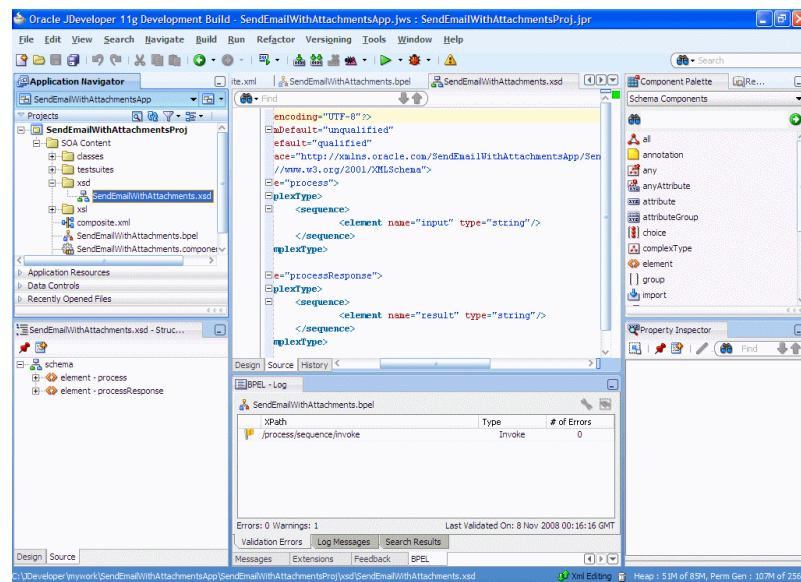 Oracle JDeveloper 11g Development Build - SendEmailWithAttachmentsApp.jws : SendEmailWithAttachmentsProj.jpr
File Edit View Search Navigate Build Run Refactor Versioning Tools Window Help
Search
Application Navigator
SendEmailWithAttachmentsApp
Projects
SendEmailWithAttachmentsProj
SOA Content
classes
testsuites
xsd
SendEmailWithAttachments.xsd
xsl
composite.xml
SendEmailWithAttachments.bpel
SendEmailWithAttachments.componen
Application Resources
Data Controls
Recently Opened Files
SendEmailWithAttachments.xsd - Struc...
schema
element - process
element - processResponse
Design Source
ite.xml SendEmailWithAttachments.bpel SendEmailWithAttachments.xsd
Find
encoding="UTF-8"?>
mDefault="unqualified"
efault="qualified"
ace="http://xmlns.oracle.com/SendEmailWithAttachmentsApp/Sen
//www.w3.org/2001/XMLSchema">
e="process">
plexType>
<sequence>
<element name="input" type="string"/>
</sequence>
mplexType>
e="processResponse">
plexType>
<sequence>
<element name="result" type="string"/>
</sequence>
mplexType>
Design Source History
BPEL - Log
SendEmailWithAttachments.bpel
XPath Type # of Errors
/process/sequence/invoke Invoke 0
Errors: 0 Warnings: 1 Last Validated On: 8 Nov 2008 00:16:16 GMT
Validation Errors Log Messages Search Results
Messages Extensions Feedback BPEL
Component Palette Re...
Schema Components
all
annotation
any
anyAttribute
attribute
attributeGroup
choice
complexType
element
group
import
Property Inspector
Find
C:\JDeveloper\mywork\SendEmailWithAttachmentsApp\SendEmailWithAttachmentsProj\xsd\SendEmailWithAttachments.xsd
Xml Editing Heap : 51M of 85M, Perm Gen : 107M of 255